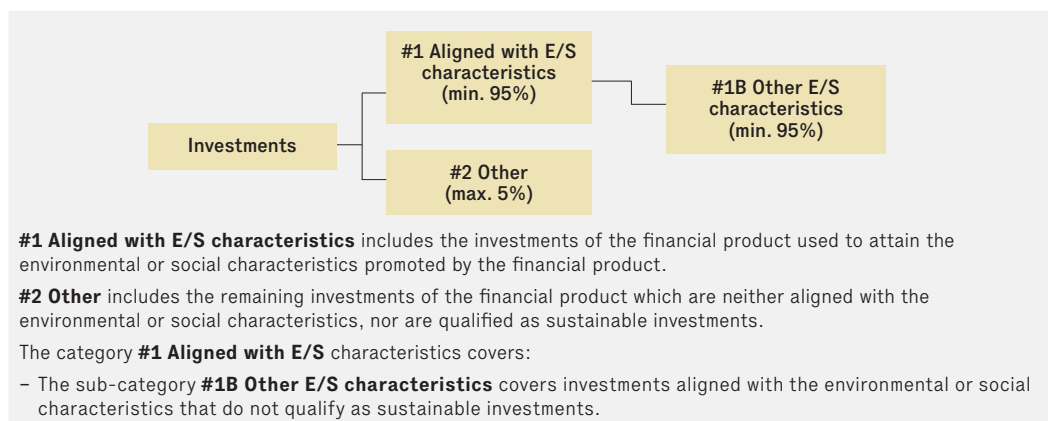 #1 Aligned with E/S
characteristics
(min. 95%)
#1B Other E/S
characteristics
(min. 95%)
Investments
#2 Other
(max. 5%)
#1 Aligned with E/S characteristics includes the investments of the financial product used to attain the
environmental or social characteristics promoted by the financial product.
#2 Other includes the remaining investments of the financial product which are neither aligned with the
environmental or social characteristics, nor are qualified as sustainable investments.
The category #1 Aligned with E/S characteristics covers:
– The sub-category #1B Other E/S characteristics covers investments aligned with the environmental or social
characteristics that do not qualify as sustainable investments.